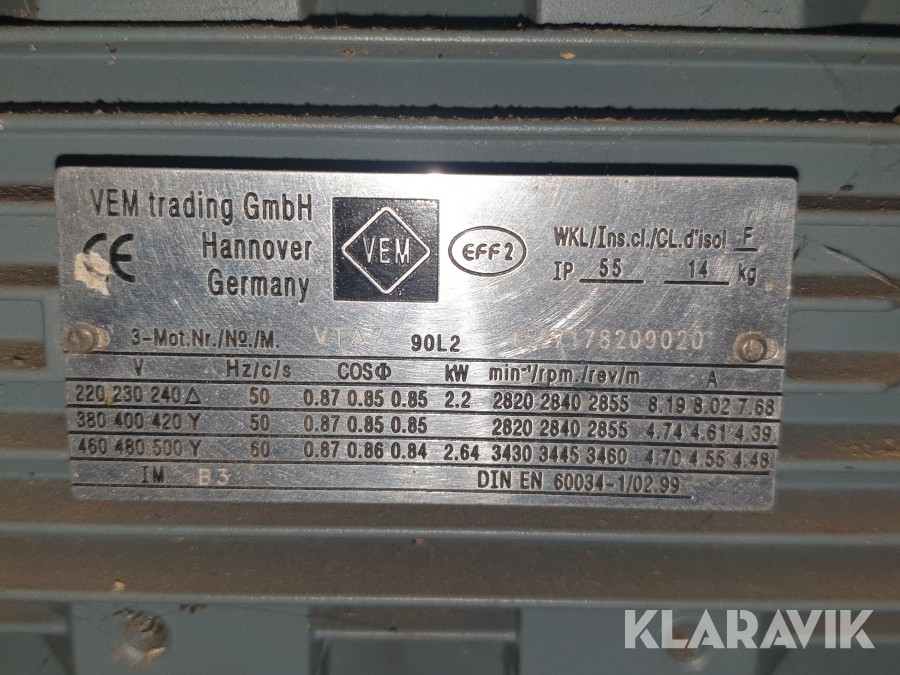 VEM trading GmbH
Hannover
Germany
CE
VEM
EFF2
WKL/Ins.cl./CL.d'isol F
IP 55 14 kg
3-Mot.Nr./No./M. 90L2
V Hz/c/s COSΦ kW min⁻¹/rpm./rev/m A
220 230 240 Δ 50 0.87 0.85 0.85 2.2 2820 2840 2855 8.19 8.02 7.68
380 400 420 Y 50 0.87 0.85 0.85 2820 2840 2855 4.74 4.61 4.39
460 480 500 Y 60 0.87 0.86 0.84 2.64 3430 3445 3460 4.70 4.55 4.48
IM B3 DIN EN 60034-1/02.99
KLARAVIK